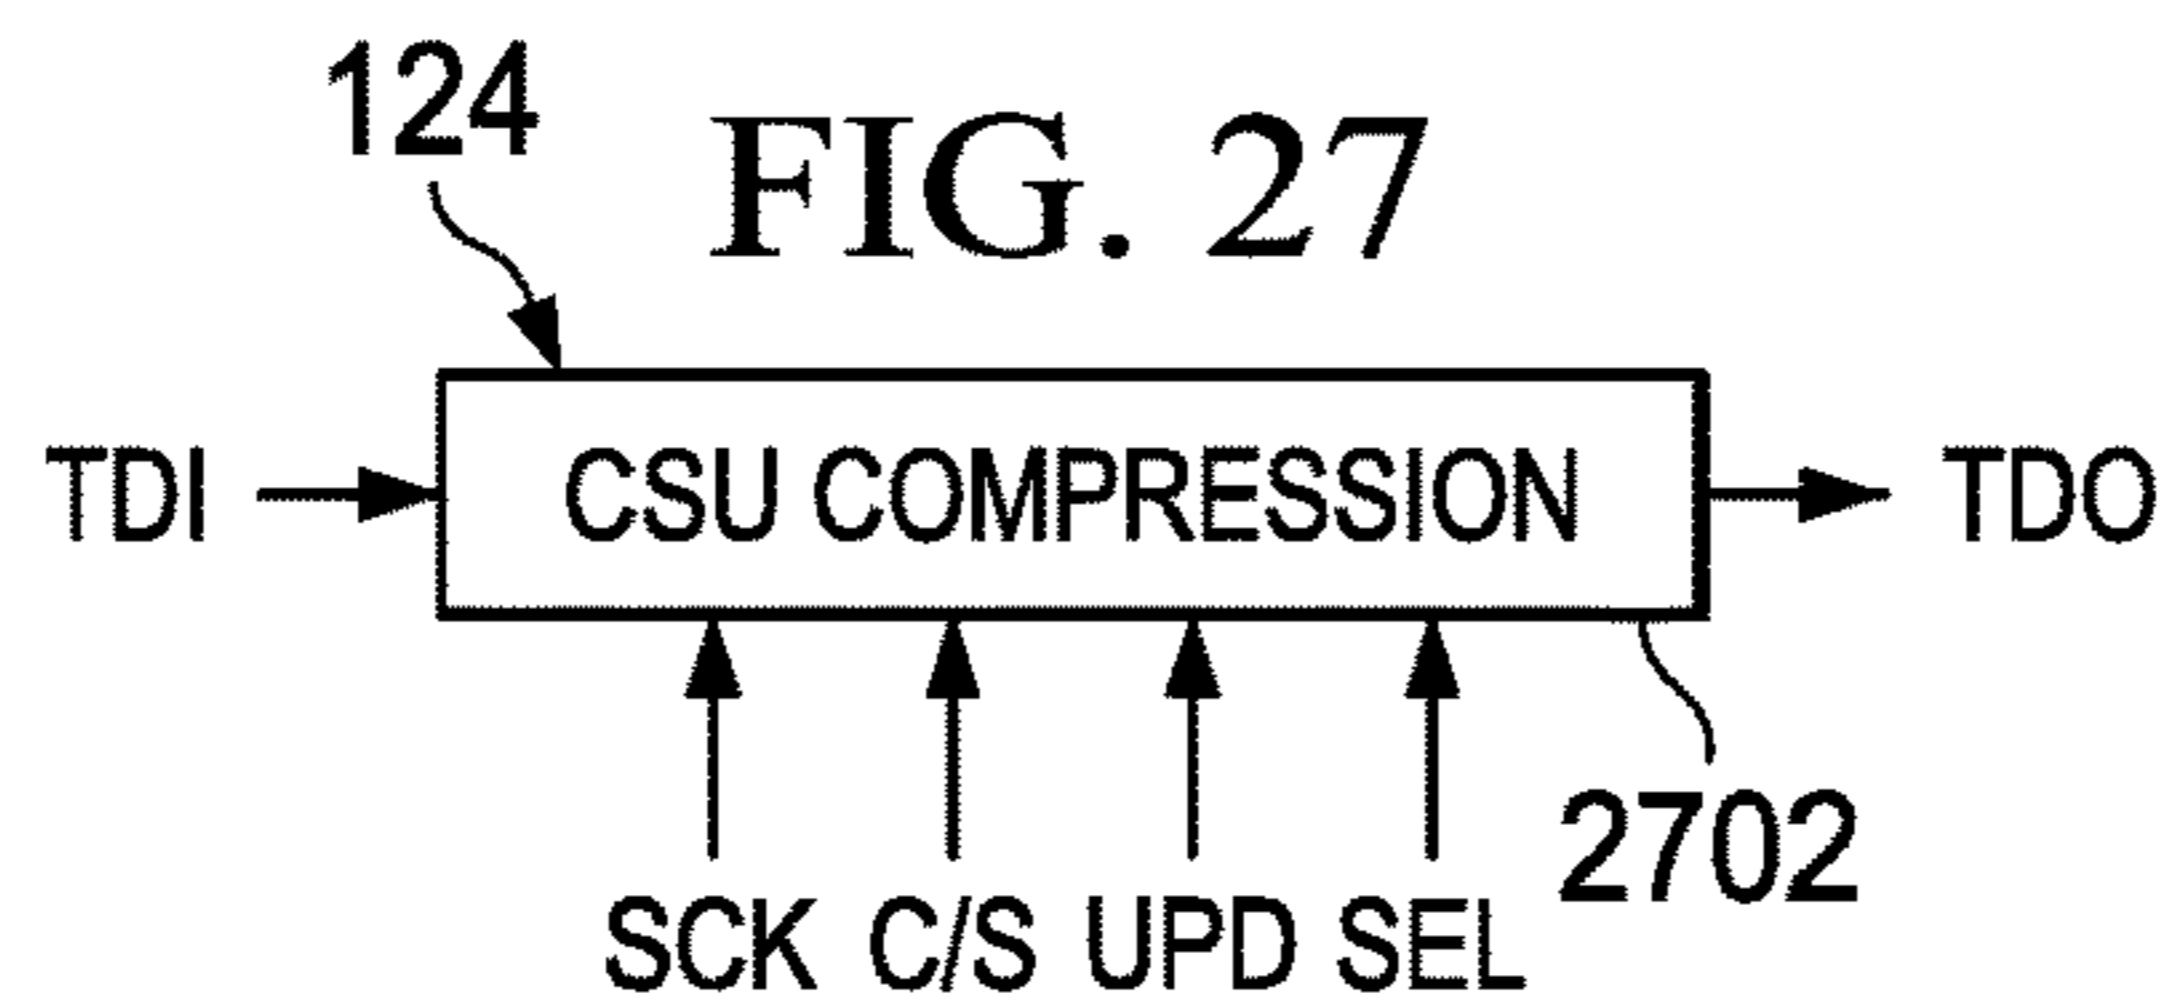 124
FIG. 27
TDI CSU COMPRESSION TDO
2702
SCK C/S UPD SEL